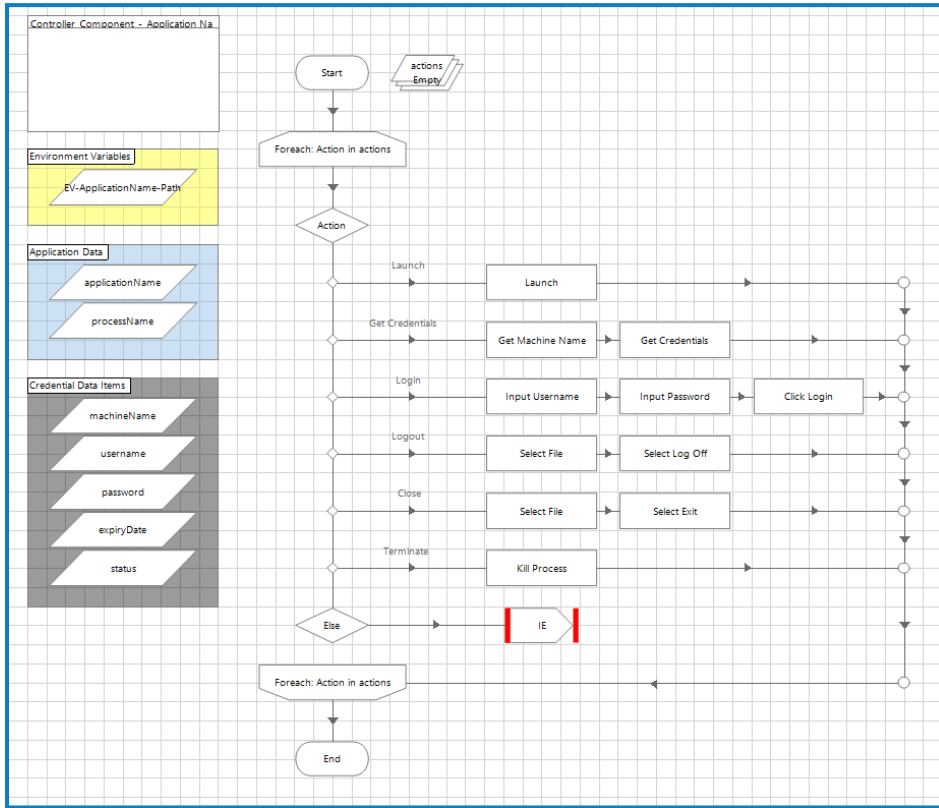 Controller Component - Application Na
Start
actions
Empty
Foreach: Action in actions
Environment Variables
EV-ApplicationName-Path
Action
Application Data
applicationName
processName
Launch
Launch
Get Credentials
Get Machine Name
Get Credentials
Credential Data Items
machineName
username
password
expiryDate
status
Login
Input Username
Input Password
Click Login
Logout
Select File
Select Log Off
Close
Select File
Select Exit
Terminate
Kill Process
Else
IE
Foreach: Action in actions
End